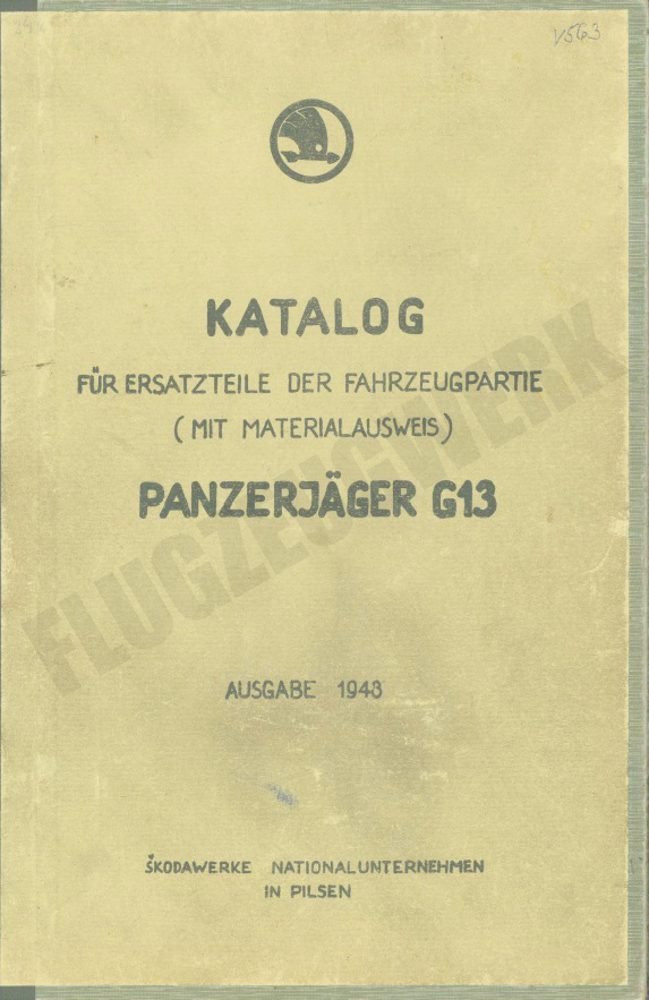 V563
KATALOG
FÜR ERSATZTEILE DER FAHRZEUGPARTIE
(MIT MATERIALAUSWEIS)
PANZERJÄGER G13
FLUGZEUGWERK
AUSGABE 1948
ŠKODAWERKE NATIONALUNTERNEHMEN
IN PILSEN